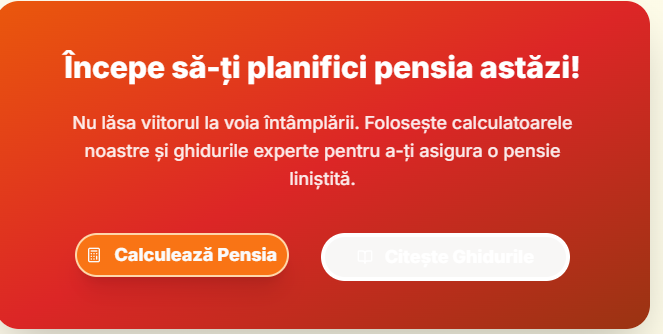 Începe să-ți planifici pensia astăzi!
Nu lăsa viitorul la voia întâmplării. Folosește calculatoarele
noastre și ghidurile experte pentru a-ți asigura o pensie
liniștită.
Calculează Pensia
Citește Ghidurile